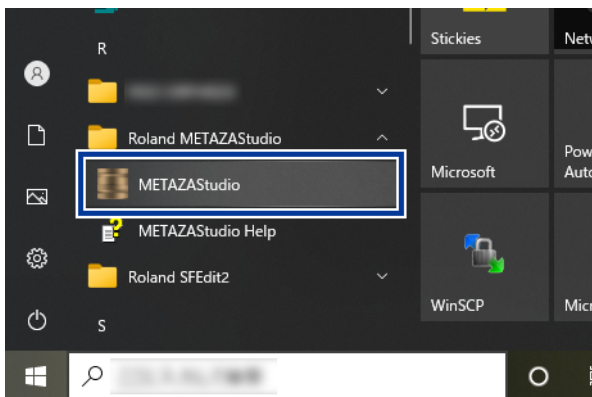 R
Roland METAZAStudio
METAZAStudio
METAZAStudio Help
Roland SFEdit2
S
Stickies
Microsoft
WinSCP